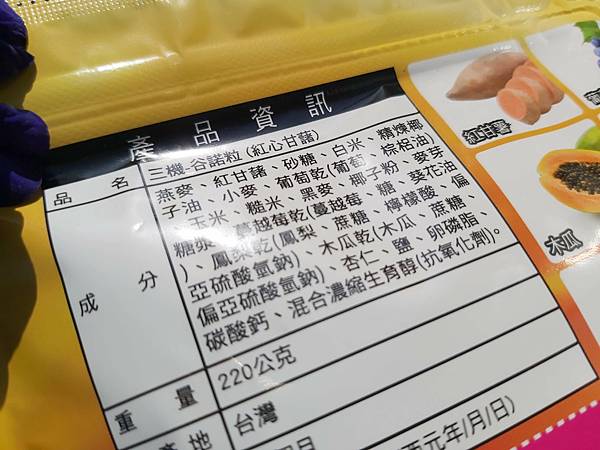 產品資訊
品名 三機-谷諾粒(紅心甘藷)
成分 燕麥、紅甘藷、砂糖、白米、精煉椰
子油、小麥、葡萄乾(葡萄、棕梠油)
、玉米、糙米、黑麥、椰子粉、麥芽
糖漿、蔓越莓乾(蔓越莓、糖、葵花油
)、鳳梨乾(鳳梨、蔗糖、檸檬酸、偏
亞硫酸氫鈉)、木瓜乾(木瓜、蔗糖、
偏亞硫酸氫鈉)、杏仁、鹽、卵磷脂、
碳酸鈣、混合濃縮生育醇(抗氧化劑)。
重量 220公克
產地 台灣
西元年/月/日)
紅甘薯
木瓜